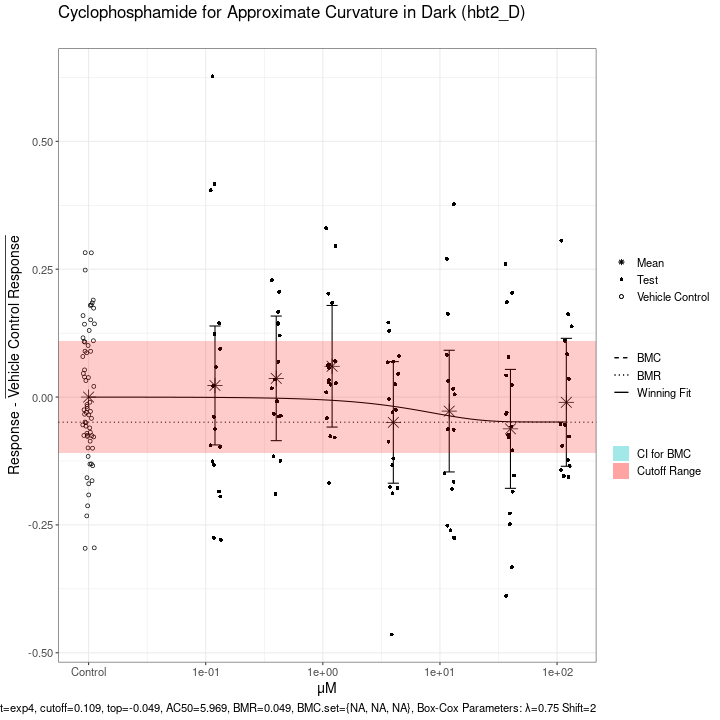 Cyclophosphamide for Approximate Curvature in Dark (hbt2_D)
Response - Vehicle Control Response
0.50
0.25
0.00
-0.25
-0.50
Control
1e-01
1e+00
1e+01
1e+02
μM
Mean
Test
Vehicle Control
BMC
BMR
Winning Fit
CI for BMC
Cutoff Range
t=exp4, cutoff=0.109, top=-0.049, AC50=5.969, BMR=0.049, BMC.set={NA, NA, NA}, Box-Cox Parameters: λ=0.75 Shift=2